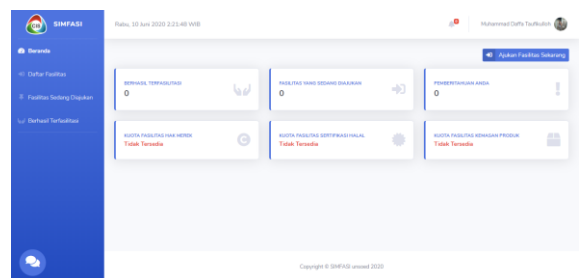 CIE
SIMFASI
Rabu, 10 Juni 2020 2:21:48 WIB
Muhammad Daffa Taufikulloh
Beranda
Ajukan Fasilitas Sekarang
Daftar Fasilitas
Fasilitas Sedang Diajukan
Berhasil Terfasilitasi
BERHASIL TERFASILITASI
0
FASILITAS YANG SEDANG DIAJUKAN
0
PEMBERITAHUAN ANDA
0
KUOTA FASILITAS HAK MEREK
Tidak Tersedia
KUOTA FASILITAS SERTIFIKASI HALAL
Tidak Tersedia
KUOTA FASILITAS KEMASAN PRODUK
Tidak Tersedia
Copyright © SIMFASI unsoed 2020